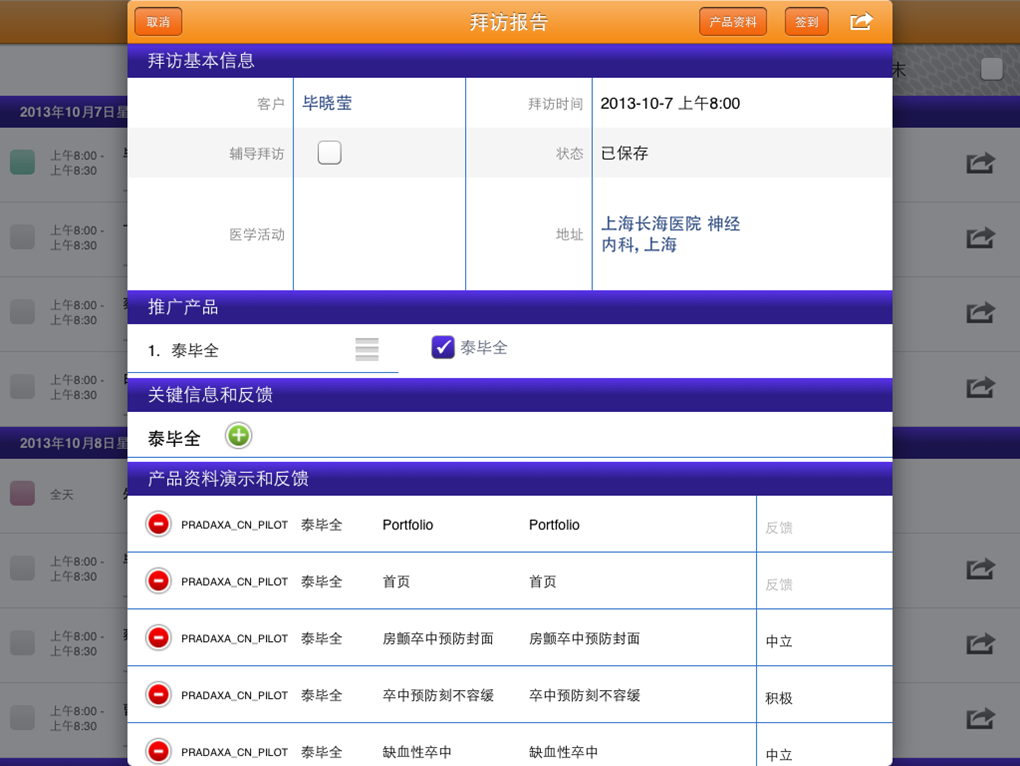 取消
拜访报告
产品资料
签到
末
拜访基本信息
客户
毕晓莹
拜访时间
2013-10-7 上午8:00
辅导拜访
状态
已保存
医学活动
地址
上海长海医院 神经
内科, 上海
推广产品
1. 泰毕全
泰毕全
关键信息和反馈
泰毕全
产品资料演示和反馈
PRADAXA_CN_PILOT 泰毕全 Portfolio Portfolio 反馈
PRADAXA_CN_PILOT 泰毕全 首页 首页 反馈
PRADAXA_CN_PILOT 泰毕全 房颤卒中预防封面 房颤卒中预防封面 中立
PRADAXA_CN_PILOT 泰毕全 卒中预防刻不容缓 卒中预防刻不容缓 积极
PRADAXA_CN_PILOT 泰毕全 缺血性卒中 缺血性卒中 中立
2013年10月7日星
上午8:00 -
上午8:30
上午8:00 -
上午8:30
上午8:00 -
上午8:30
上午8:00 -
上午8:30
2013年10月8日星
全天
上午8:00 -
上午8:30
上午8:00 -
上午8:30
上午8:00 -
上午8:30